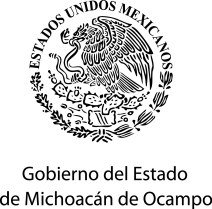 ESTADOS UNIDOS MEXICANOS
Gobierno del Estado
de Michoacán de Ocampo